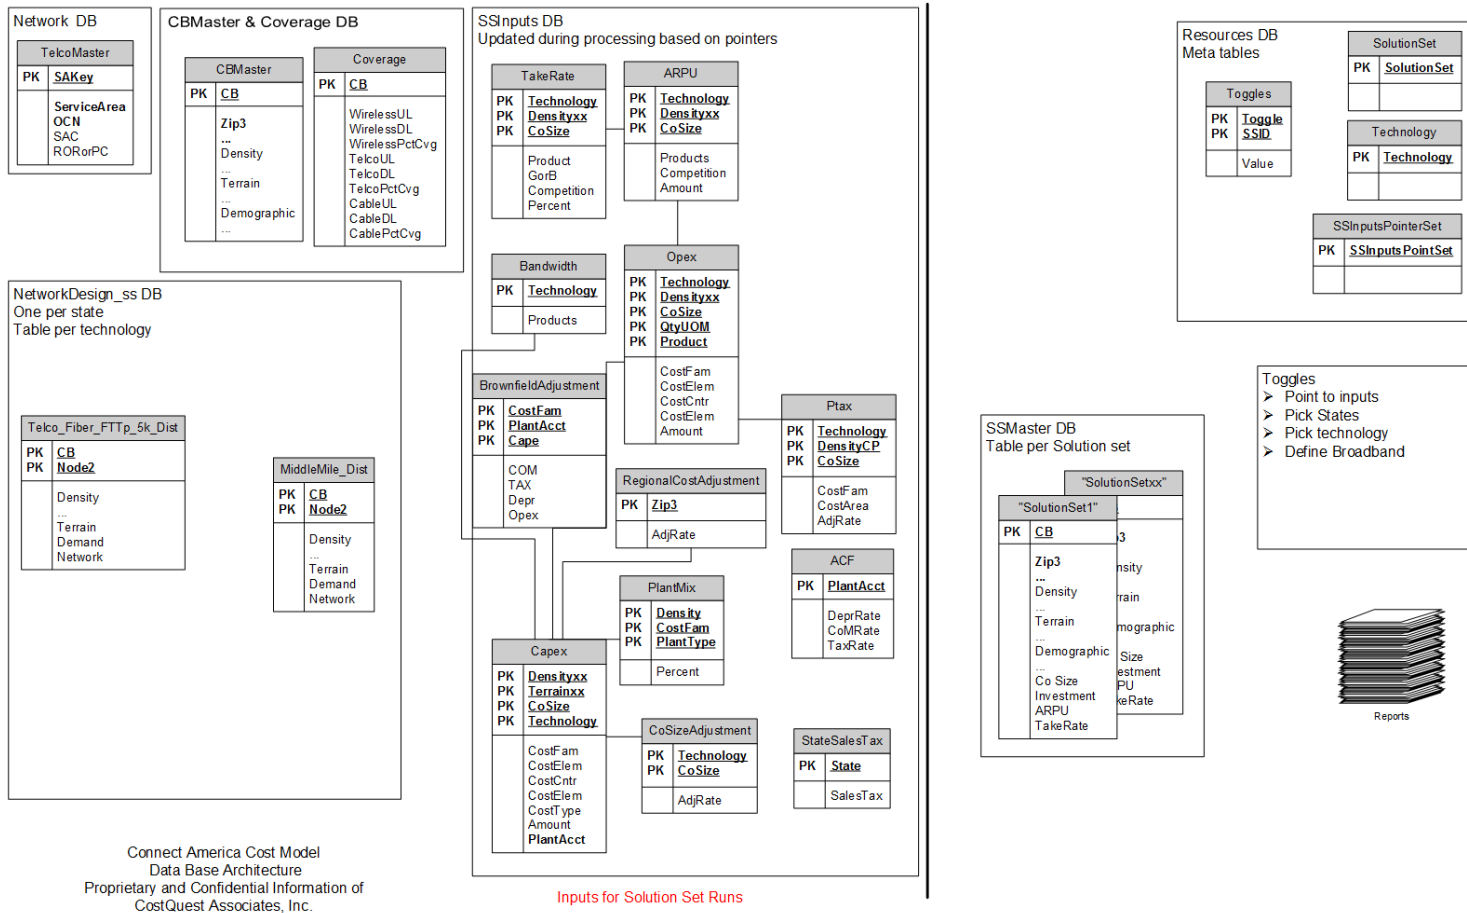 Network DB
TelcoMaster
PK SAKey
ServiceArea
OCN
SAC
RORorPC
CBMaster & Coverage DB
CBMaster
PK CB
Zip3
...
Density
...
Terrain
...
Demographic
...
Coverage
PK CB
WirelessUL
WirelessDL
WirelessPctCvg
TelcoUL
TelcoDL
TelcoPctCvg
CableUL
CableDL
CablePctCvg
NetworkDesign_ss DB
One per state
Table per technology
Telco_Fiber_FTTp_5k_Dist
PK CB
PK Node2
Density
...
Terrain
Demand
Network
MiddleMile_Dist
PK CB
PK Node2
Density
...
Terrain
Demand
Network
SSInputs DB
Updated during processing based on pointers
TakeRate
PK Technology
PK Densityxx
PK CoSize
Product
GorB
Competition
Percent
ARPU
PK Technology
PK Densityxx
PK CoSize
Products
Competition
Amount
Bandwidth
PK Technology
Products
Opex
PK Technology
PK Densityxx
PK CoSize
PK QtyUOM
PK Product
CostFam
CostElem
CostCntr
CostElem
Amount
BrownfieldAdjustment
PK CostFam
PK PlantAcct
PK Cape
COM
TAX
Depr
Opex
Ptax
PK Technology
PK DensityCP
PK CoSize
CostFam
CostArea
AdjRate
RegionalCostAdjustment
PK Zip3
AdjRate
ACF
PK PlantAcct
DeprRate
CoMRate
TaxRate
PlantMix
PK Density
PK CostFam
PK PlantType
Percent
Capex
PK Densityxx
PK Terrainxx
PK CoSize
PK Technology
CostFam
CostElem
CostCntr
CostElem
CostType
Amount
PlantAcct
CoSizeAdjustment
PK Technology
PK CoSize
AdjRate
StateSalesTax
PK State
SalesTax
Inputs for Solution Set Runs
Connect America Cost Model
Data Base Architecture
Proprietary and Confidential Information of
CostQuest Associates, Inc.
Resources DB
Meta tables
Toggles
PK Toggle
PK SSID
Value
SolutionSet
PK SolutionSet
Technology
PK Technology
SSInputsPointerSet
PK SSInputsPointSet
Toggles
➢ Point to inputs
➢ Pick States
➢ Pick technology
➢ Define Broadband
SSMaster DB
Table per Solution set
"SolutionSetxx"
p3
nsity
rain
mographic
Size
estment
PU
keRate
"SolutionSet1"
PK CB
Zip3
...
Density
...
Terrain
...
Demographic
...
Co Size
Investment
ARPU
TakeRate
Reports